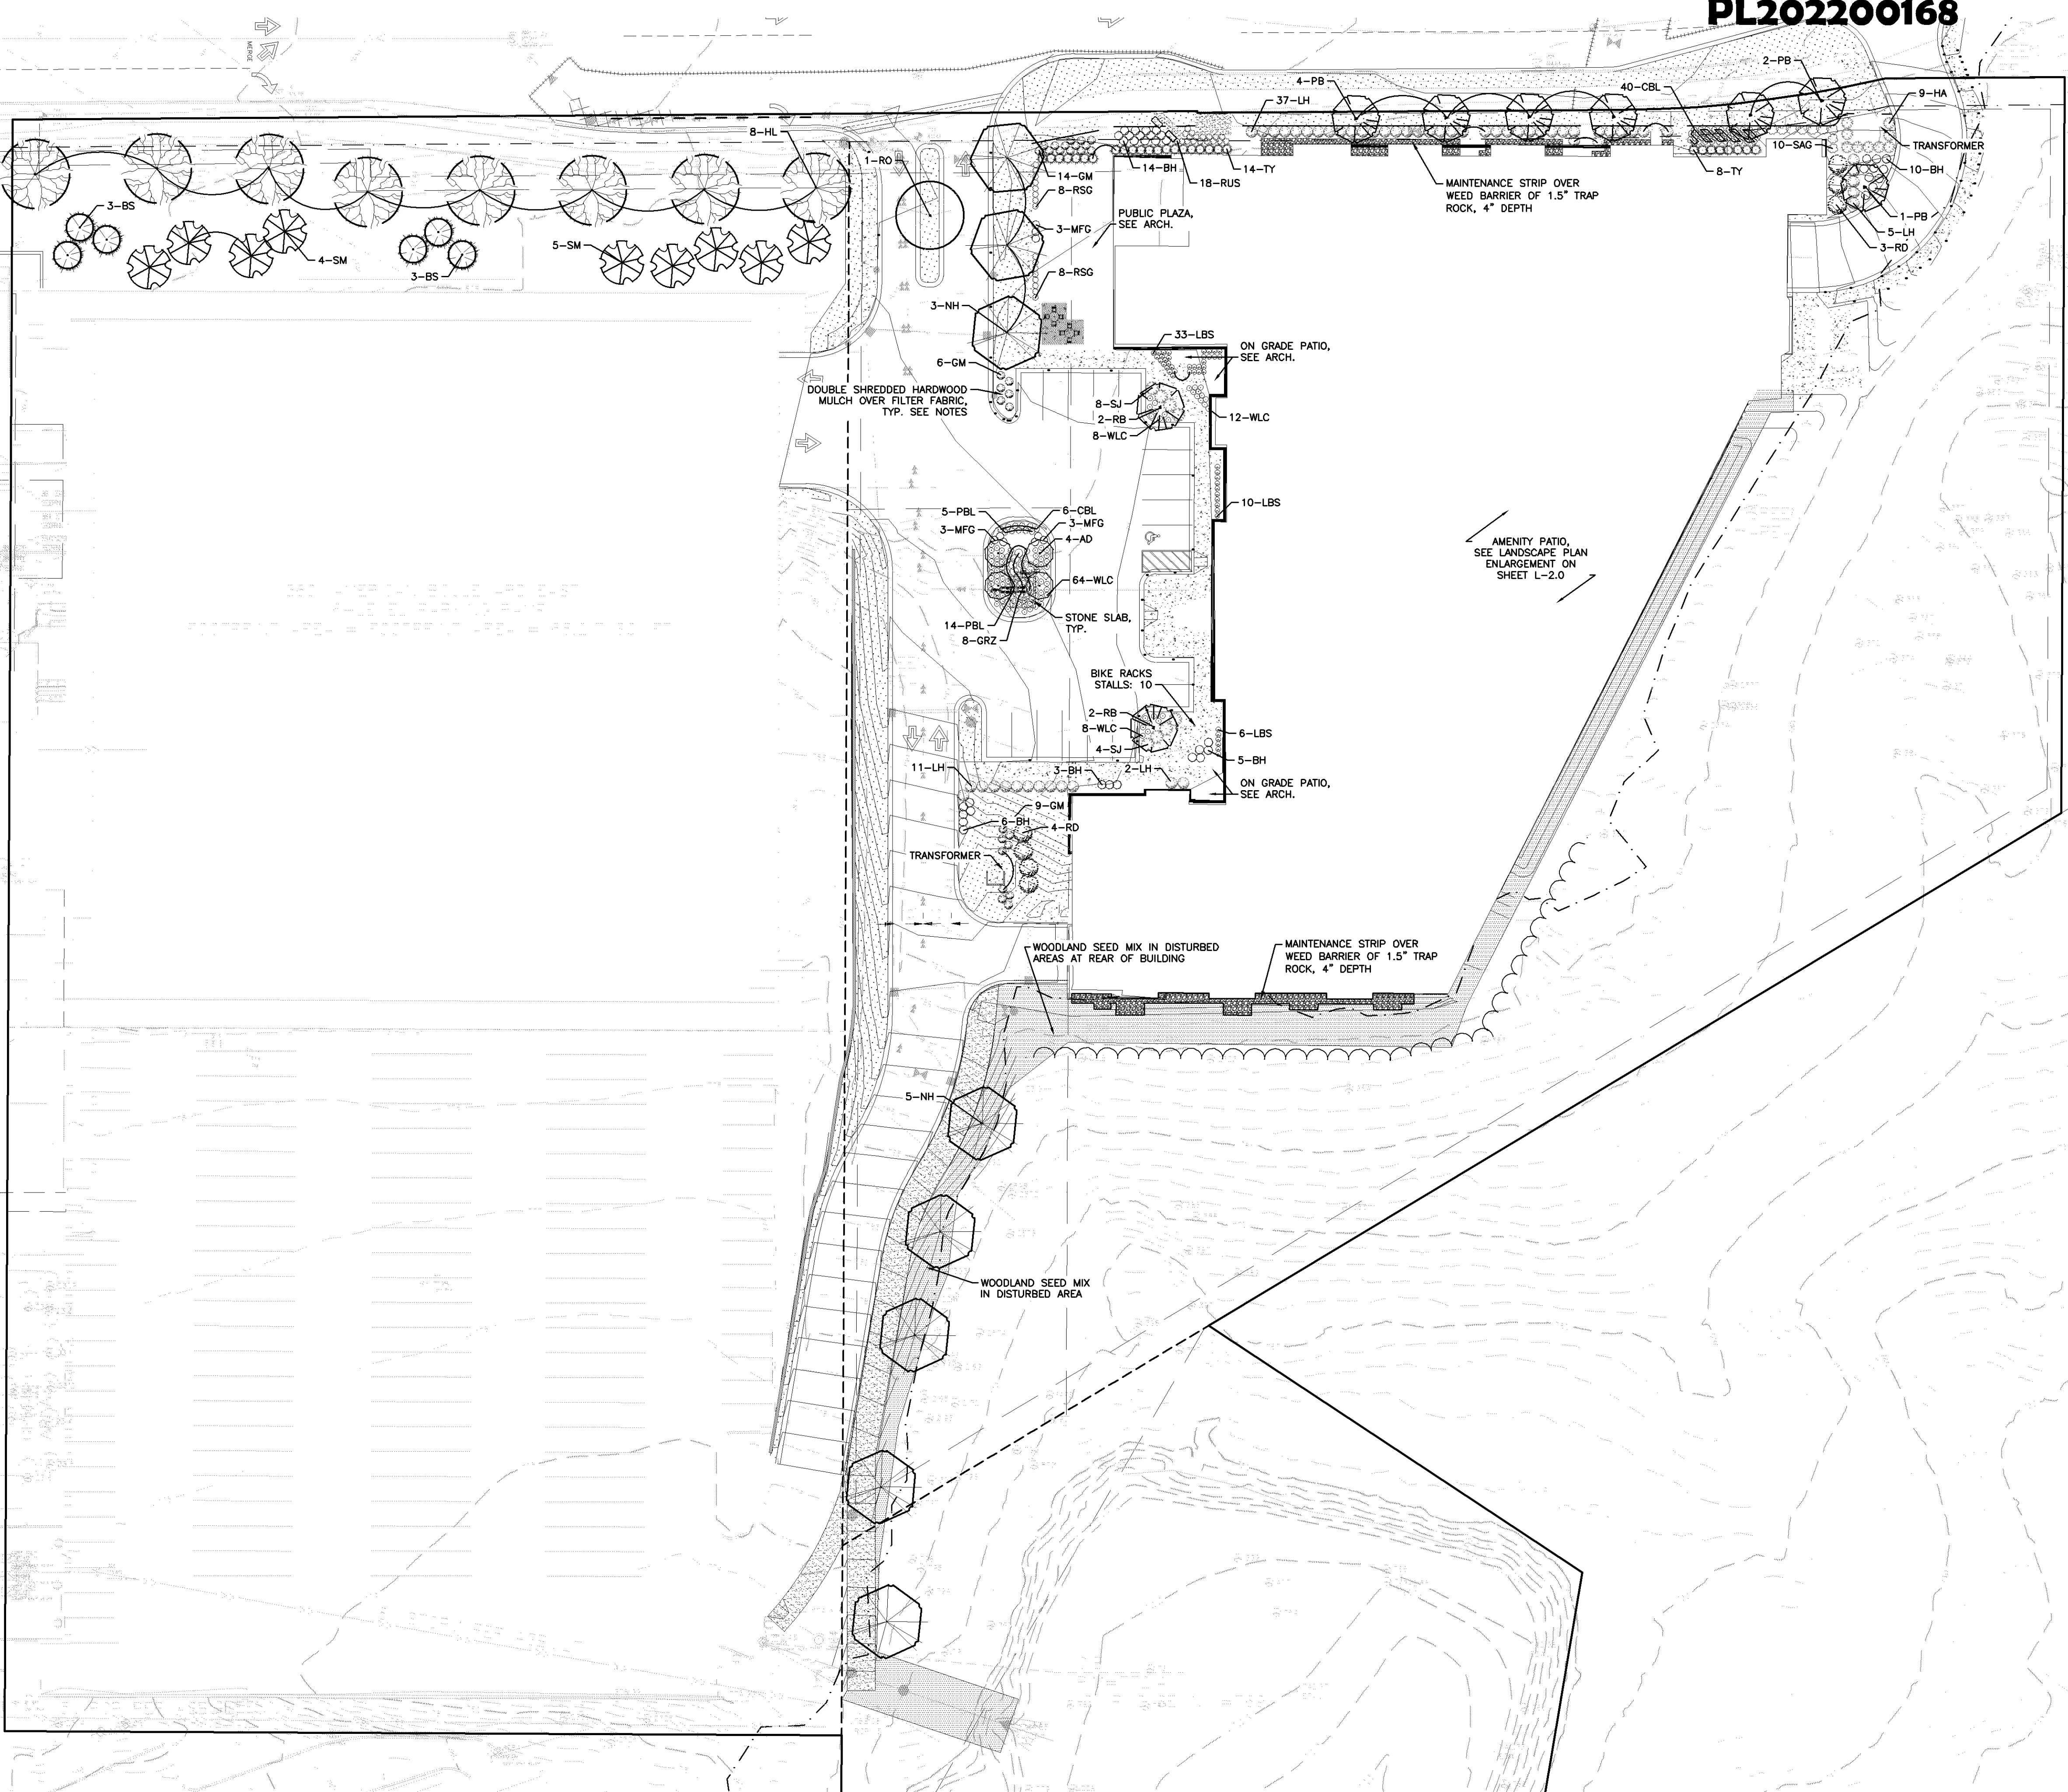 PL202200168
MERGE
2-PB
4-PB
40-CBL
9-HA
37-LH
8-HL
1-RO
10-SAG
TRANSFORMER
14-GM
14-BH
14-TY
8-TY
10-BH
18-RUS
8-RSG
MAINTENANCE STRIP OVER
WEED BARRIER OF 1.5" TRAP
ROCK, 4" DEPTH
3-BS
PUBLIC PLAZA,
SEE ARCH.
1-PB
3-MFG
5-LH
3-RD
5-SM
4-SM
3-BS
8-RSG
3-NH
33-LBS
ON GRADE PATIO,
SEE ARCH.
6-GM
DOUBLE SHREDDED HARDWOOD
MULCH OVER FILTER FABRIC,
TYP. SEE NOTES
8-SJ
2-RB
8-WLC
12-WLC
10-LBS
5-PBL
6-CBL
3-MFG
3-MFG
4-AD
AMENITY PATIO,
SEE LANDSCAPE PLAN
ENLARGEMENT ON
SHEET L-2.0
64-WLC
STONE SLAB,
TYP.
14-PBL
8-GRZ
BIKE RACKS
STALLS: 10
2-RB
8-WLC
4-SJ
6-LBS
5-BH
11-LH
3-BH
2-LH
ON GRADE PATIO,
SEE ARCH.
9-GM
6-BH
4-RD
TRANSFORMER
WOODLAND SEED MIX IN DISTURBED
AREAS AT REAR OF BUILDING
MAINTENANCE STRIP OVER
WEED BARRIER OF 1.5" TRAP
ROCK, 4" DEPTH
5-NH
WOODLAND SEED MIX
IN DISTURBED AREA